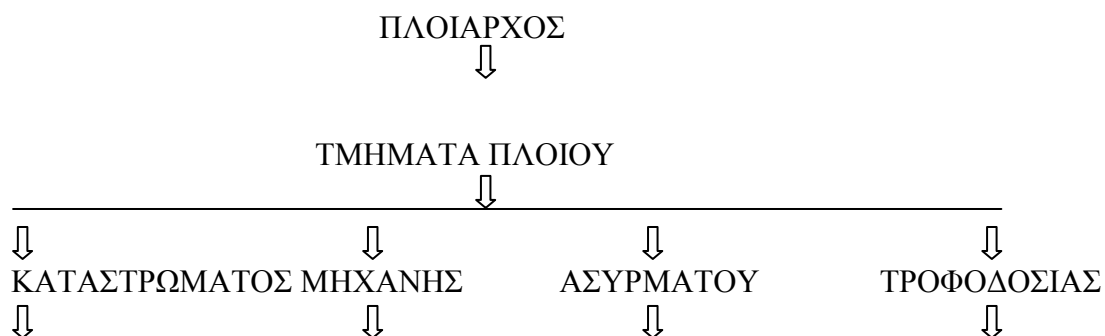 ΠΛΟΙΑΡΧΟΣ
ΤΜΗΜΑΤΑ ΠΛΟΙΟΥ
ΚΑΤΑΣΤΡΩΜΑΤΟΣ ΜΗΧΑΝΗΣ ΑΣΥΡΜΑΤΟΥ ΤΡΟΦΟΔΟΣΙΑΣ